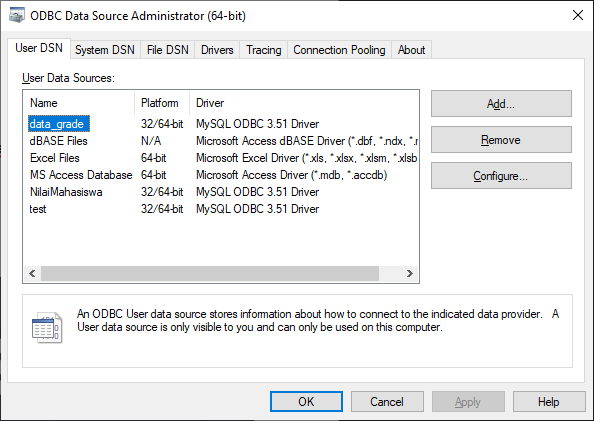 ODBC Data Source Administrator (64-bit)
User DSN System DSN File DSN Drivers Tracing Connection Pooling About
User Data Sources:
Name Platform Driver
data_grade 32/64-bit MySQL ODBC 3.51 Driver
dBASE Files N/A Microsoft Access dBASE Driver (*.dbf, *.ndx, *.r
Excel Files 64-bit Microsoft Excel Driver (*.xls, *.xlsx, *.xlsm, *.xlsb
MS Access Database 64-bit Microsoft Access Driver (*.mdb, *.accdb)
NilaiMahasiswa 32/64-bit MySQL ODBC 3.51 Driver
test 32/64-bit MySQL ODBC 3.51 Driver
Add...
Remove
Configure...
An ODBC User data source stores information about how to connect to the indicated data provider. A
User data source is only visible to you and can only be used on this computer.
OK Cancel Apply Help